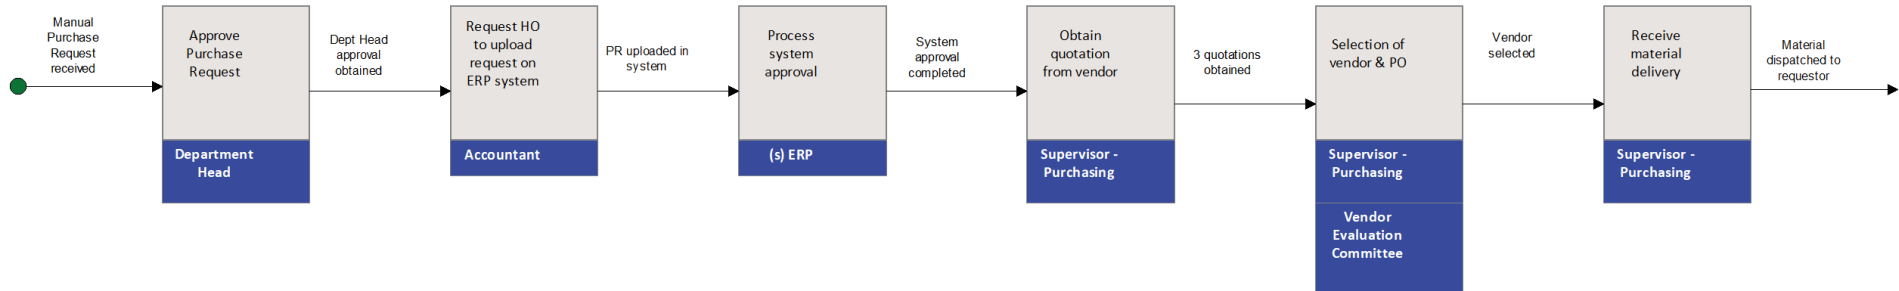 Manual
Purchase
Request
received
Approve
Purchase
Request
Department
Head
Dept Head
approval
obtained
Request HO
to upload
request on
ERP system
Accountant
PR uploaded in
system
Process
system
approval
(s) ERP
System
approval
completed
Obtain
quotation
from vendor
Supervisor -
Purchasing
3 quotations
obtained
Selection of
vendor & PO
Supervisor -
Purchasing
Vendor
Evaluation
Committee
Vendor
selected
Receive
material
delivery
Supervisor -
Purchasing
Material
dispatched to
requestor